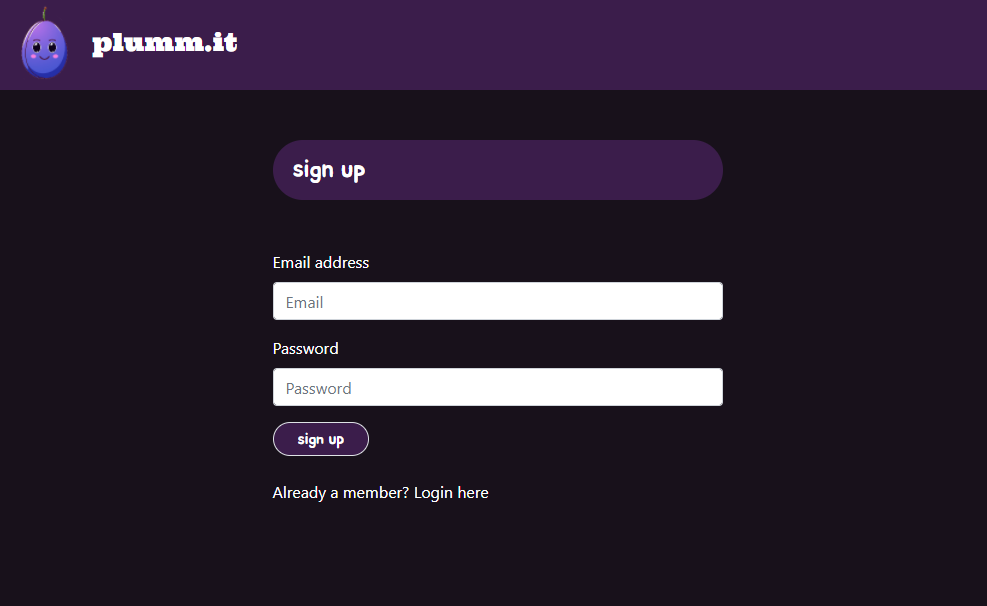 plumm.it
sign up
Email address
Email
Password
Password
sign up
Already a member? Login here